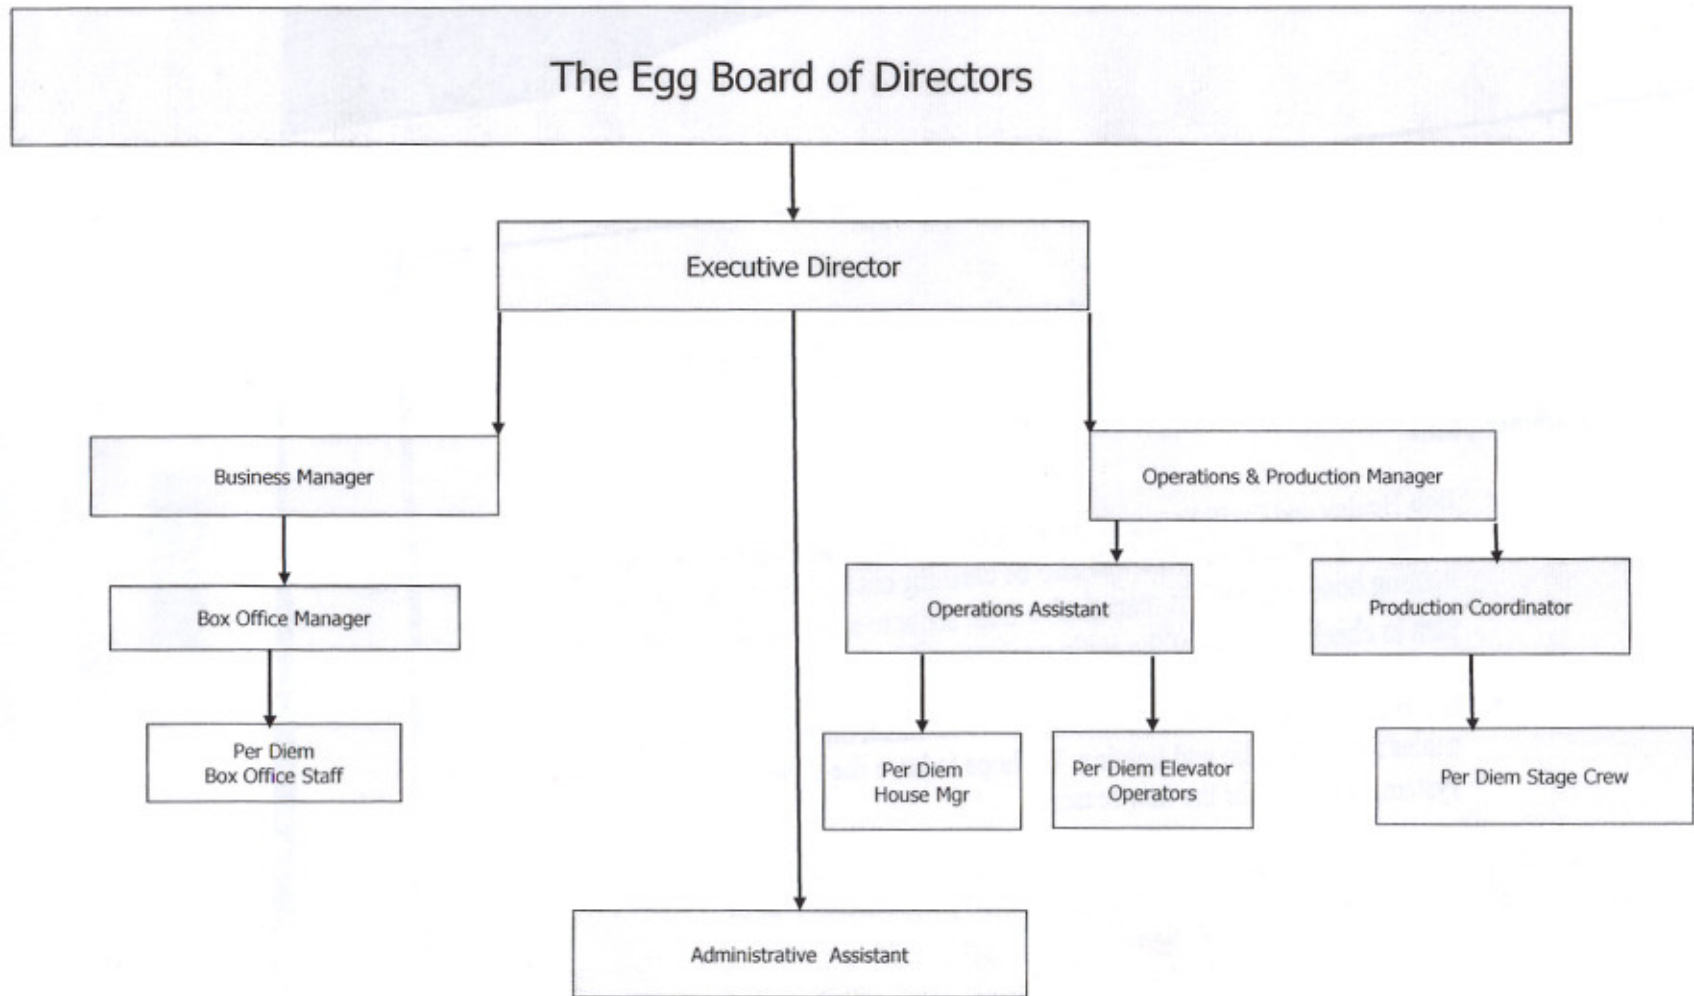 The Egg Board of Directors
Executive Director
Business Manager
Operations & Production Manager
Box Office Manager
Operations Assistant
Production Coordinator
Per Diem
Box Office Staff
Per Diem
House Mgr
Per Diem Elevator
Operators
Per Diem Stage Crew
Administrative Assistant